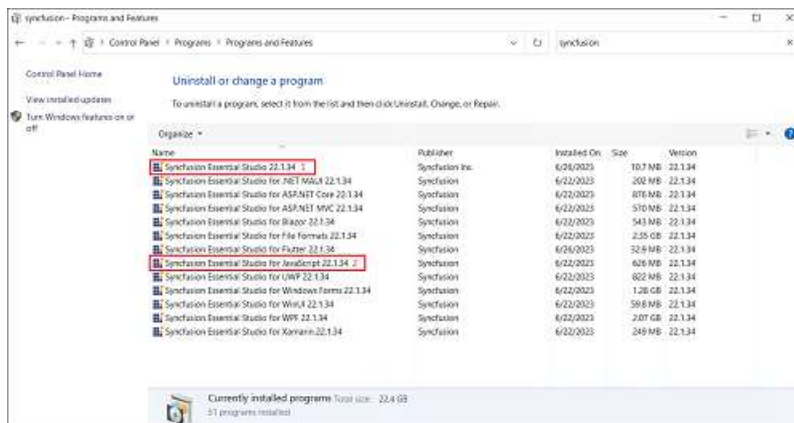 syncfusion - Programs and Features
Control Panel > Programs > Programs and Features
syncfusion
Control Panel Home
View installed updates
Turn Windows features on or off
Uninstall or change a program
To uninstall a program, select it from the list and then click Uninstall, Change, or Repair.
Organize
Name Publisher Installed On Size Version
Syncfusion Essential Studio 22.1.34 1 Syncfusion Inc. 6/26/2023 10.7 MB 22.1.34
Syncfusion Essential Studio for .NET MAUI 22.1.34 Syncfusion 6/22/2023 202 MB 22.1.34
Syncfusion Essential Studio for ASP.NET Core 22.1.34 Syncfusion 6/22/2023 876 MB 22.1.34
Syncfusion Essential Studio for ASP.NET MVC 22.1.34 Syncfusion 6/22/2023 570 MB 22.1.34
Syncfusion Essential Studio for Blazor 22.1.34 Syncfusion 6/22/2023 543 MB 22.1.34
Syncfusion Essential Studio for File Formats 22.1.34 Syncfusion 6/22/2023 2.35 GB 22.1.34
Syncfusion Essential Studio for Flutter 22.1.34 Syncfusion 6/26/2023 32.9 MB 22.1.34
Syncfusion Essential Studio for JavaScript 22.1.34 2 Syncfusion 6/22/2023 626 MB 22.1.34
Syncfusion Essential Studio for UWP 22.1.34 Syncfusion 6/22/2023 822 MB 22.1.34
Syncfusion Essential Studio for Windows Forms 22.1.34 Syncfusion 6/22/2023 1.28 GB 22.1.34
Syncfusion Essential Studio for WinUI 22.1.34 Syncfusion 6/22/2023 59.8 MB 22.1.34
Syncfusion Essential Studio for WPF 22.1.34 Syncfusion 6/22/2023 2.07 GB 22.1.34
Syncfusion Essential Studio for Xamarin 22.1.34 Syncfusion 6/22/2023 249 MB 22.1.34
Currently installed programs Total size: 22.4 GB
51 programs installed